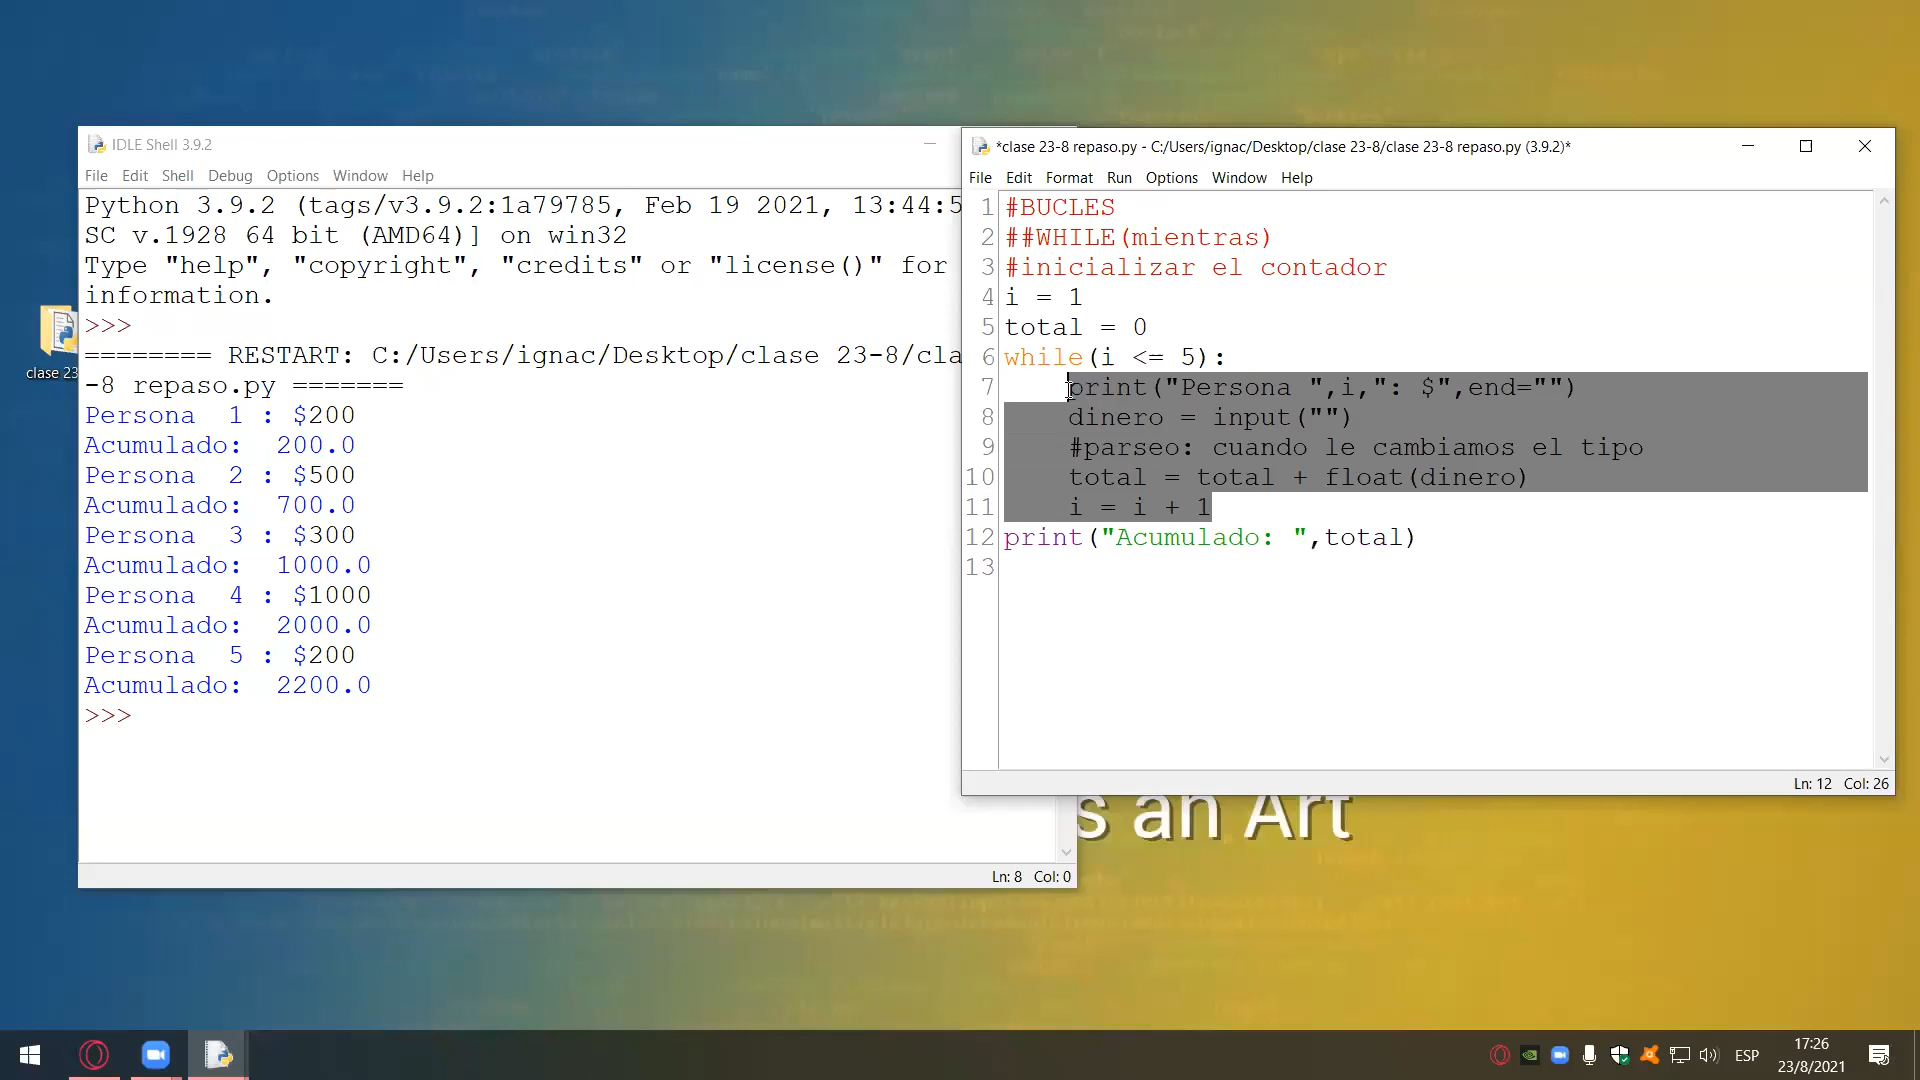 IDLE Shell 3.9.2
File Edit Shell Debug Options Window Help
Python 3.9.2 (tags/v3.9.2:1a79785, Feb 19 2021, 13:44:5
SC v.1928 64 bit (AMD64)] on win32
Type "help", "copyright", "credits" or "license()" for
information.
>>>
======== RESTART: C:/Users/ignac/Desktop/clase 23-8/cla
-8 repaso.py =======
Persona  1 : $200
Acumulado:  200.0
Persona  2 : $500
Acumulado:  700.0
Persona  3 : $300
Acumulado:  1000.0
Persona  4 : $1000
Acumulado:  2000.0
Persona  5 : $200
Acumulado:  2200.0
>>>
Ln: 8 Col: 0
clase 23
*clase 23-8 repaso.py - C:/Users/ignac/Desktop/clase 23-8/clase 23-8 repaso.py (3.9.2)*
File Edit Format Run Options Window Help
1 #BUCLES
2 ##WHILE(mientras)
3 #inicializar el contador
4 i = 1
5 total = 0
6 while(i <= 5):
7     print("Persona ",i,": $",end="")
8     dinero = input("")
9     #parseo: cuando le cambiamos el tipo
10     total = total + float(dinero)
11     i = i + 1
12 print("Acumulado: ",total)
13
Ln: 12 Col: 26
s an Art
ESP
17:26
23/8/2021